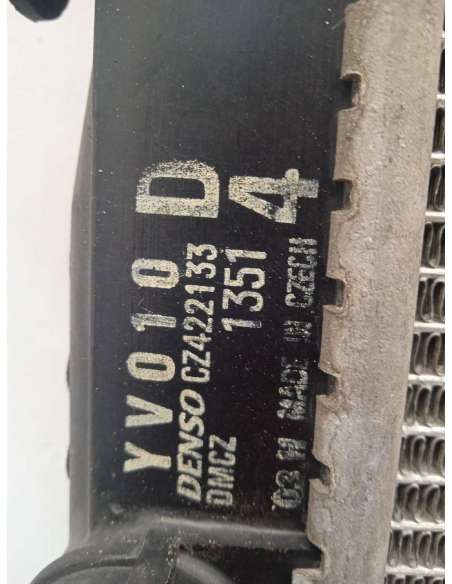 YV010 D
DENSO CZ422133
DMCZ 1351 4
03 H MADE IN CZECH